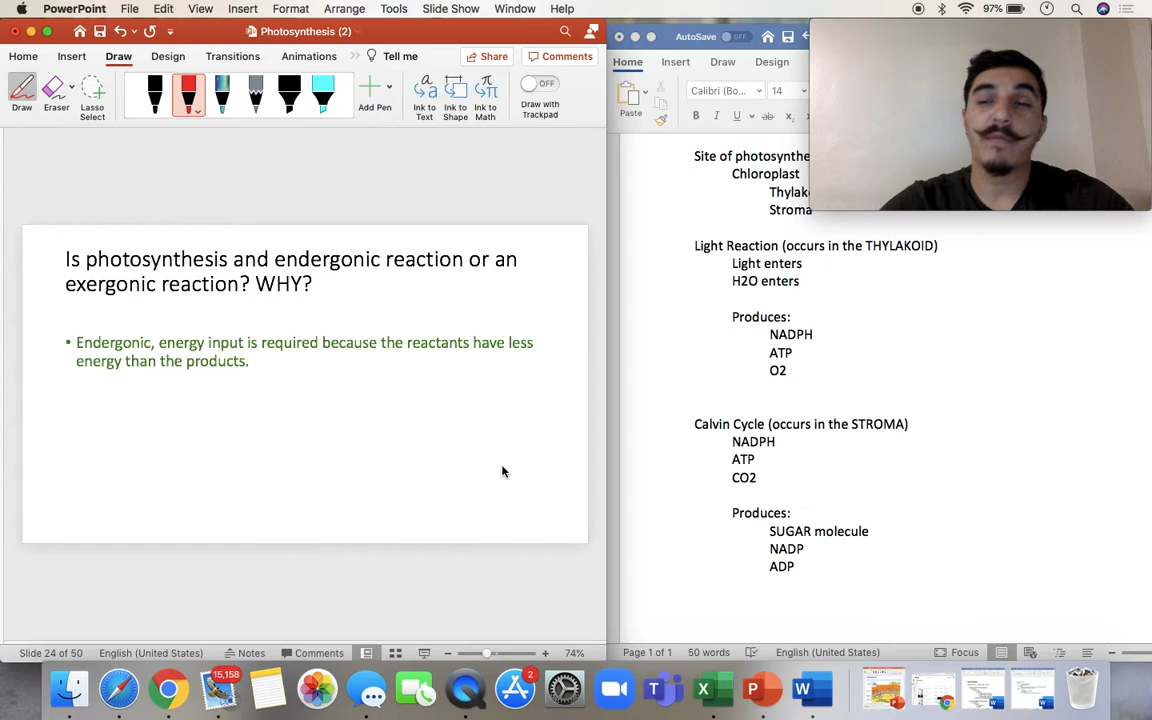 PowerPoint File Edit View Insert Format Arrange Tools Slide Show Window Help 97%
Photosynthesis (2)
Home Insert Draw Design Transitions Animations Tell me Share Comments
Draw Eraser Lasso Select Add Pen Ink to Text Ink to Shape Ink to Math OFF Draw with Trackpad
Is photosynthesis and endergonic reaction or an
exergonic reaction? WHY?
• Endergonic, energy input is required because the reactants have less
energy than the products.
Slide 24 of 50 English (United States) Notes Comments 74%
AutoSave OFF
Home Insert Draw Design
Paste Calibri (Bo... 14
B I U ab x
Site of photosynthe
Chloroplast
Thylak
Stroma
Light Reaction (occurs in the THYLAKOID)
Light enters
H2O enters
Produces:
NADPH
ATP
O2
Calvin Cycle (occurs in the STROMA)
NADPH
ATP
CO2
Produces:
SUGAR molecule
NADP
ADP
Page 1 of 1 50 words English (United States) Focus
15,158 2